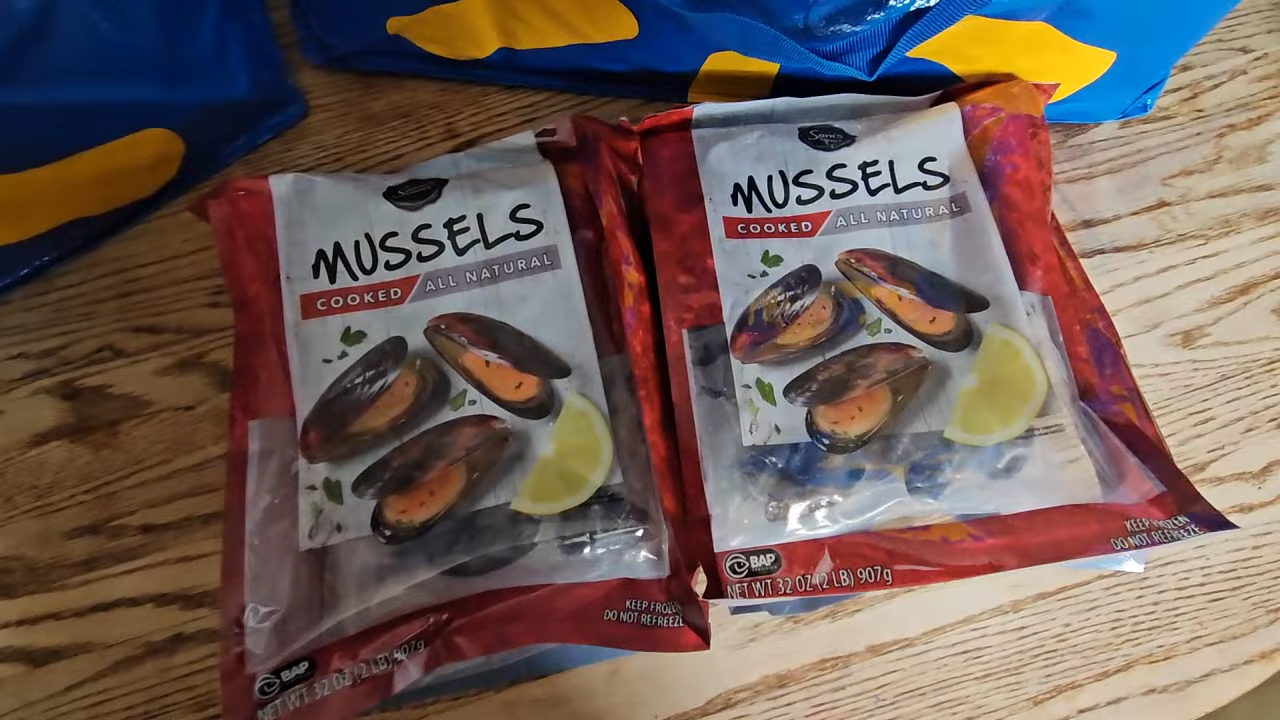 MUSSELS
COOKED ALL NATURAL
BAP
NET WT 32 OZ (2 LB) 907g
KEEP FROZEN
DO NOT REFREEZE
Sam's
MUSSELS
COOKED ALL NATURAL
BAP
NET WT 32 OZ (2 LB) 907g
KEEP FROZEN
DO NOT REFREEZE